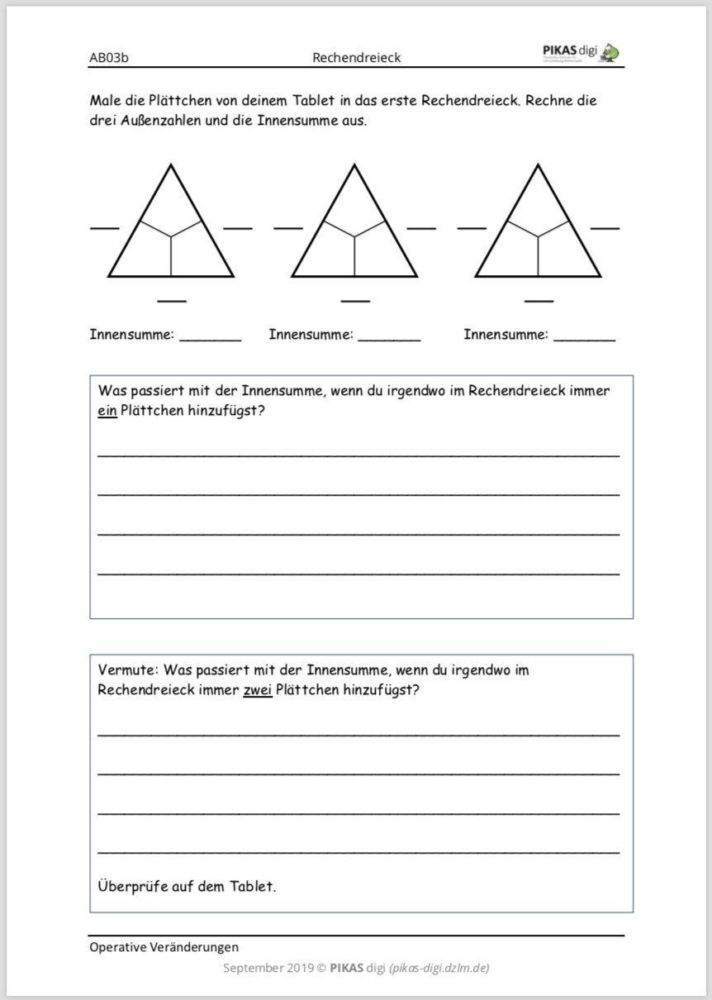 AB03b Rechendreieck PIKAS digi
Male die Plättchen von deinem Tablet in das erste Rechendreieck. Rechne die
drei Außenzahlen und die Innensumme aus.
Innensumme: _______ Innensumme: _______ Innensumme: _______
Was passiert mit der Innensumme, wenn du irgendwo im Rechendreieck immer
ein Plättchen hinzufügst?
Vermute: Was passiert mit der Innensumme, wenn du irgendwo im
Rechendreieck immer zwei Plättchen hinzufügst?
Überprüfe auf dem Tablet.
Operative Veränderungen
September 2019 © PIKAS digi (pikas-digi.dzlm.de)